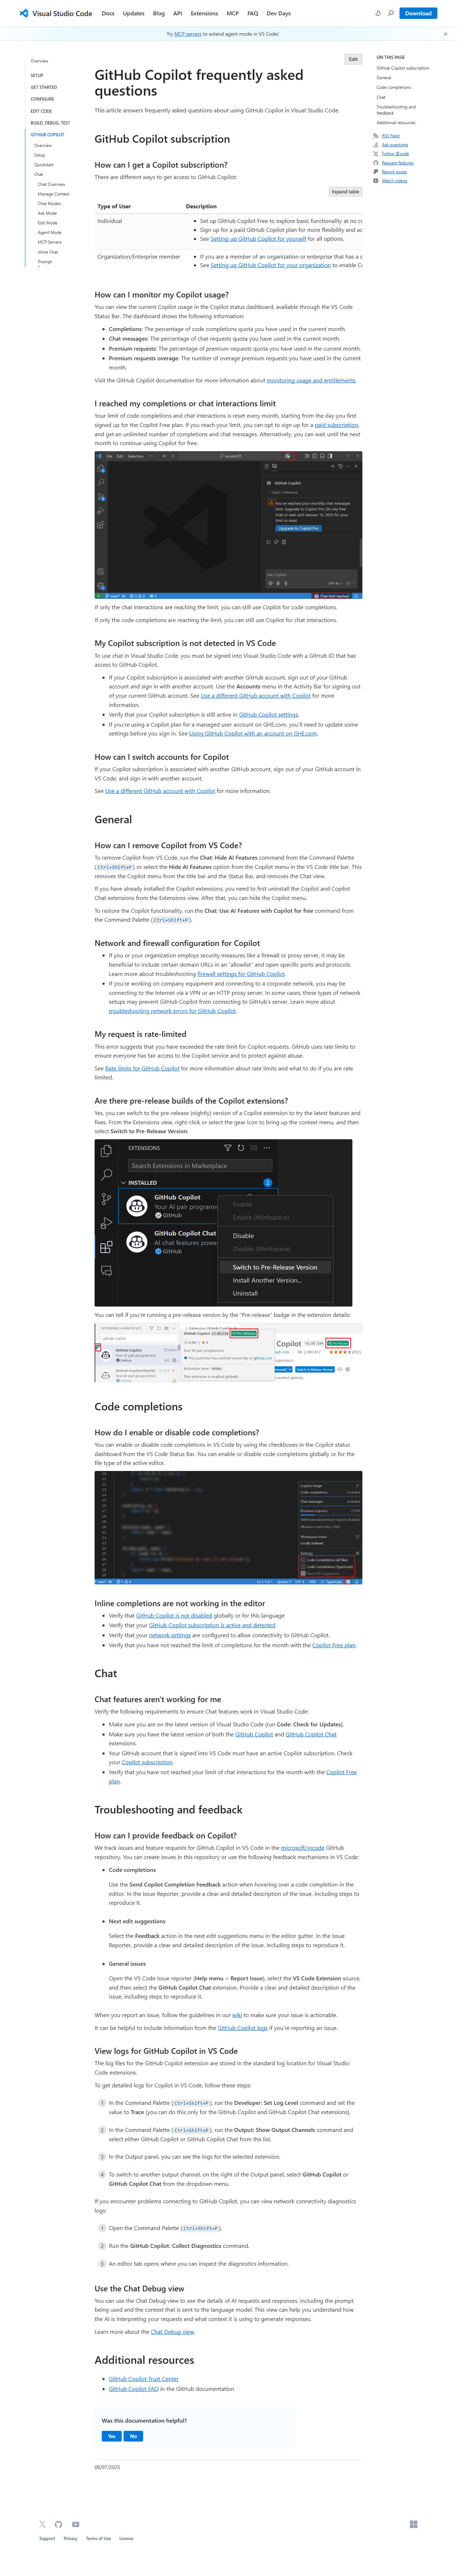 Visual Studio Code
Docs Updates Blog API Extensions MCP FAQ Dev Days
Download
Try MCP servers to extend agent mode in VS Code!
Overview
SETUP
GET STARTED
CONFIGURE
EDIT CODE
BUILD, DEBUG, TEST
GITHUB COPILOT
Overview
Setup
Quickstart
Chat
Chat Overview
Manage Context
Chat Modes
Ask Mode
Edit Mode
Agent Mode
MCP Servers
Inline Chat
Prompt
Edit
GitHub Copilot frequently asked
questions
This article answers frequently asked questions about using GitHub Copilot in Visual Studio Code.
GitHub Copilot subscription
How can I get a Copilot subscription?
There are different ways to get access to GitHub Copilot:
Expand table
Type of User Description
Individual
Set up GitHub Copilot Free to explore basic functionality at no co
Sign up for a paid GitHub Copilot plan for more flexibility and ac
See Setting up GitHub Copilot for yourself for all options.
Organization/Enterprise member
If you are a member of an organization or enterprise that has a s
See Setting up GitHub Copilot for your organization to enable Co
ON THIS PAGE
GitHub Copilot subscription
General
Code completions
Chat
Troubleshooting and
feedback
Additional resources
RSS Feed
Ask questions
Follow @code
Request features
Report issues
Watch videos
How can I monitor my Copilot usage?
You can view the current Copilot usage in the Copilot status dashboard, available through the VS Code
Status Bar. The dashboard shows the following information:
Completions: The percentage of code completions quota you have used in the current month.
Chat messages: The percentage of chat requests quota you have used in the current month.
Premium requests: The percentage of premium requests quota you have used in the current month.
Premium requests overage: The number of overage premium requests you have used in the current
month.
Visit the GitHub Copilot documentation for more information about monitoring usage and entitlements.
I reached my completions or chat interactions limit
Your limit of code completions and chat interactions is reset every month, starting from the day you first
signed up for the Copilot Free plan. If you reach your limit, you can opt to sign up for a paid subscription,
and get an unlimited number of completions and chat messages. Alternatively, you can wait until the next
month to continue using Copilot for free.
File Edit Selection
GitHub Copilot
Used 1 reference
You've reached your monthly chat messages
limit. Upgrade to Copilot Pro (30-day free
Upgrade to Copilot Pro
Ask Copilot
Chat limit reached
If only the chat interactions are reaching the limit, you can still use Copilot for code completions.
If only the code completions are reaching the limit, you can still use Copilot for chat interactions.
My Copilot subscription is not detected in VS Code
To use chat in Visual Studio Code, you must be signed into Visual Studio Code with a GitHub ID that has
access to GitHub Copilot.
If your Copilot subscription is associated with another GitHub account, sign out of your GitHub
account and sign in with another account. Use the Accounts menu in the Activity Bar for signing out
of you current GitHub account. See Use a different GitHub account with Copilot for more
information.
Verify that your Copilot subscription is still active in GitHub Copilot settings.
If you're using a Copilot plan for a managed user account on GHE.com, you'll need to update some
settings before you sign in. See Using GitHub Copilot with an account on GHE.com.
How can I switch accounts for Copilot
If your Copilot subscription is associated with another GitHub account, sign out of your GitHub account in
VS Code, and sign in with another account.
See Use a different GitHub account with Copilot for more information.
General
How can I remove Copilot from VS Code?
To remove Copilot from VS Code, run the Chat: Hide AI Features command from the Command Palette
(Ctrl+Shift+P) or select the Hide AI Features option from the Copilot menu in the VS Code title bar. This
removes the Copilot menu from the title bar and the Status Bar, and removes the Chat view.
If you have already installed the Copilot extensions, you need to first uninstall the Copilot and Copilot
Chat extensions from the Extensions view. After that, you can hide the Copilot menu.
To restore the Copilot functionality, run the Chat: Use AI Features with Copilot for free command from
the Command Palette (Ctrl+Shift+P).
Network and firewall configuration for Copilot
If you or your organization employs security measures like a firewall or proxy server, it may be
beneficial to include certain domain URLs in an "allowlist" and open specific ports and protocols.
Learn more about troubleshooting firewall settings for GitHub Copilot.
If you're working on company equipment and connecting to a corporate network, you may be
connecting to the Internet via a VPN or an HTTP proxy server. In some cases, these types of network
setups may prevent GitHub Copilot from connecting to GitHub's server. Learn more about
troubleshooting network errors for GitHub Copilot.
My request is rate-limited
This error suggests that you have exceeded the rate limit for Copilot requests. GitHub uses rate limits to
ensure everyone has fair access to the Copilot service and to protect against abuse.
See Rate limits for GitHub Copilot for more information about rate limits and what to do if you are rate
limited.
Are there pre-release builds of the Copilot extensions?
Yes, you can switch to the pre-release (nightly) version of a Copilot extension to try the latest features and
fixes. From the Extensions view, right-click or select the gear icon to bring up the context menu, and then
select Switch to Pre-Release Version:
EXTENSIONS
Search Extensions in Marketplace
INSTALLED 2
GitHub Copilot
Your AI pair programm
GitHub
GitHub Copilot Chat
AI chat features powe
GitHub
Enable
Enable (Workspace)
Disable
Disable (Workspace)
Switch to Pre-Release Version
Install Another Version...
Uninstall
You can tell if you're running a pre-release version by the "Pre-release" badge in the extension details:
GitHub Copilot
Pre-Release
Copilot
Code completions
How do I enable or disable code completions?
You can enable or disable code completions in VS Code by using the checkboxes in the Copilot status
dashboard from the VS Code Status Bar. You can enable or disable code completions globally or for the
file type of the active editor.
Copilot Usage
Code completions
Chat messages
Workspace Index
Locally indexed
Settings
Code Completions (all files)
Code Completions (TypeScript)
Next Edit Suggestions
Inline completions are not working in the editor
Verify that GitHub Copilot is not disabled globally or for this language
Verify that your GitHub Copilot subscription is active and detected
Verify that your network settings are configured to allow connectivity to GitHub Copilot.
Verify that you have not reached the limit of completions for the month with the Copilot Free plan.
Chat
Chat features aren't working for me
Verify the following requirements to ensure Chat features work in Visual Studio Code:
Make sure you are on the latest version of Visual Studio Code (run Code: Check for Updates).
Make sure you have the latest version of both the GitHub Copilot and GitHub Copilot Chat
extensions.
Your GitHub account that is signed into VS Code must have an active Copilot subscription. Check
your Copilot subscription.
Verify that you have not reached your limit of chat interactions for the month with the Copilot Free
plan.
Troubleshooting and feedback
How can I provide feedback on Copilot?
We track issues and feature requests for GitHub Copilot in VS Code in the microsoft/vscode GitHub
repository. You can create issues in this repository or use the following feedback mechanisms in VS Code:
Code completions
Use the Send Copilot Completion Feedback action when hovering over a code completion in the
editor. In the Issue Reporter, provide a clear and detailed description of the issue, including steps to
reproduce it.
Next edit suggestions
Select the Feedback action in the next edit suggestions menu in the editor gutter. In the Issue
Reporter, provide a clear and detailed description of the issue, including steps to reproduce it.
General issues
Open the VS Code Issue reporter (Help menu > Report Issue), select the VS Code Extension source,
and then select the GitHub Copilot Chat extension. Provide a clear and detailed description of the
issue, including steps to reproduce it.
When you report an issue, follow the guidelines in our wiki to make sure your issue is actionable.
It can be helpful to include information from the GitHub Copilot logs if you're reporting an issue.
View logs for GitHub Copilot in VS Code
The log files for the GitHub Copilot extension are stored in the standard log location for Visual Studio
Code extensions.
To get detailed logs for Copilot in VS Code, follow these steps:
1 In the Command Palette (Ctrl+Shift+P), run the Developer: Set Log Level command and set the
value to Trace (you can do this only for the GitHub Copilot and GitHub Copilot Chat extensions).
2 In the Command Palette (Ctrl+Shift+P), run the Output: Show Output Channels command and
select either GitHub Copilot or GitHub Copilot Chat from the list.
3 In the Output panel, you can see the logs for the selected extension.
4 To switch to another output channel, on the right of the Output panel, select GitHub Copilot or
GitHub Copilot Chat from the dropdown menu.
If you encounter problems connecting to GitHub Copilot, you can view network connectivity diagnostics
logs:
1 Open the Command Palette (Ctrl+Shift+P).
2 Run the GitHub Copilot: Collect Diagnostics command.
3 An editor tab opens where you can inspect the diagnostics information.
Use the Chat Debug view
You can use the Chat Debug View to see the details of AI requests and responses, including the prompt
being used and the context that is sent to the language model. This view can help you understand how
the AI is interpreting your requests and what context it is using to generate responses.
Learn more about the Chat Debug view.
Additional resources
GitHub Copilot Trust Center
GitHub Copilot FAQ in the GitHub documentation
Was this documentation helpful?
Yes No
08/07/2025
Support Privacy Terms of Use License